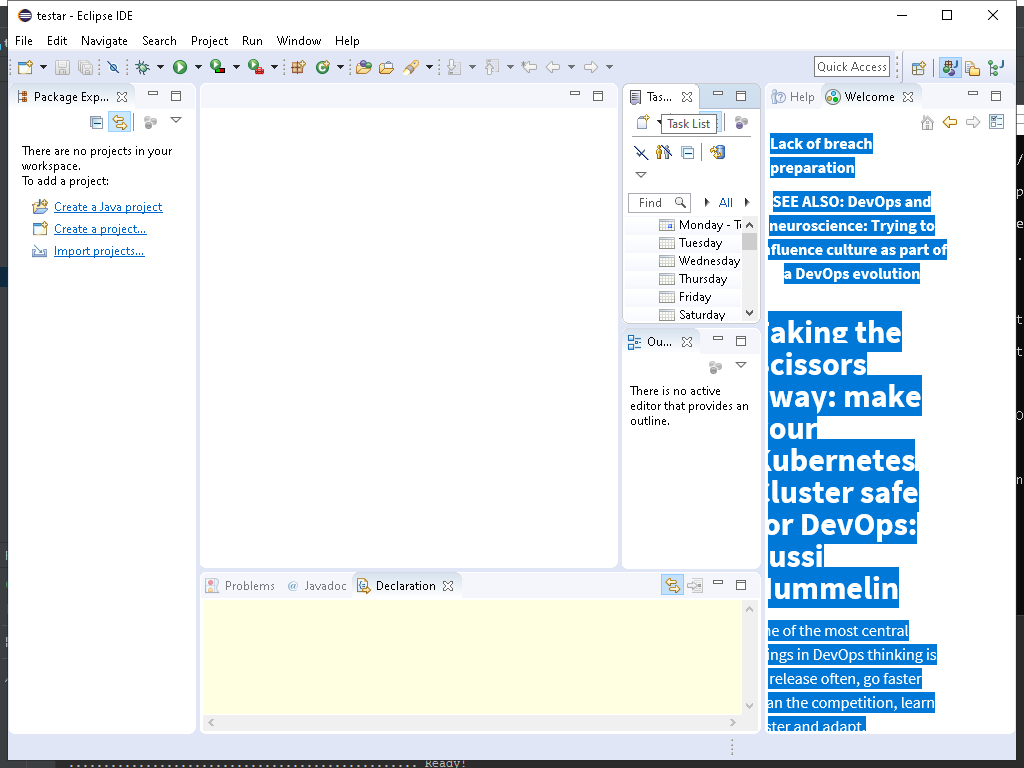 testar - Eclipse IDE
File Edit Navigate Search Project Run Window Help
Quick Access
Package Exp...
There are no projects in your
workspace.
To add a project:
Create a Java project
Create a project...
Import projects...
Tas...
Task List
Find
All
Monday - T
Tuesday
Wednesday
Thursday
Friday
Saturday
Ou...
There is no active
editor that provides an
outline.
Problems @ Javadoc Declaration
Help Welcome
Lack of breach
preparation
SEE ALSO: DevOps and
neuroscience: Trying to
nfluence culture as part of
a DevOps evolution
aking the
cissors
way: make
our
Kubernetes
Cluster safe
or DevOps:
ussi
ummelin
ne of the most central
ings in DevOps thinking is
release often, go faster
an the competition, learn
ster and adapt.
Ready!